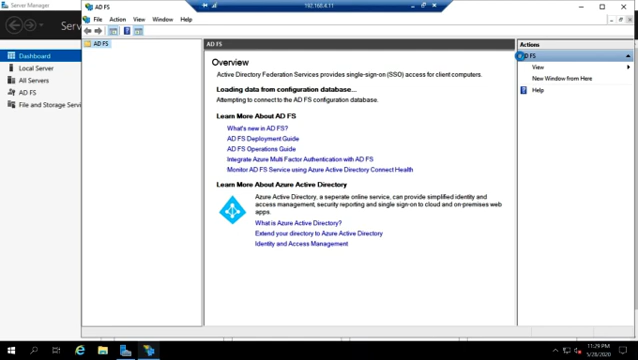 Server Manager
AD FS
192.168.4.11
Serv
File
Action
View
Window
Help
Dashboard
Local Server
All Servers
AD FS
File and Storage Servic
AD FS
AD FS
Overview
Active Directory Federation Services provides single-sign-on (SSO) access for client computers.
Loading data from configuration database...
Attempting to connect to the AD FS configuration database.
Learn More About AD FS
What's new in AD FS?
AD FS Deployment Guide
AD FS Operations Guide
Integrate Azure Multi Factor Authentication with AD FS
Monitor AD FS Service using Azure Active Directory Connect Health
Learn More About Azure Active Directory
Azure Active Directory, a seperate online service, can provide simplified identity and
access management, security reporting and single sign-on to cloud and on-premises web
apps.
What is Azure Active Directory?
Extend your directory to Azure Active Directory
Identity and Access Management
Actions
D FS
View
New Window from Here
Help
11:29 PM
5/28/2020